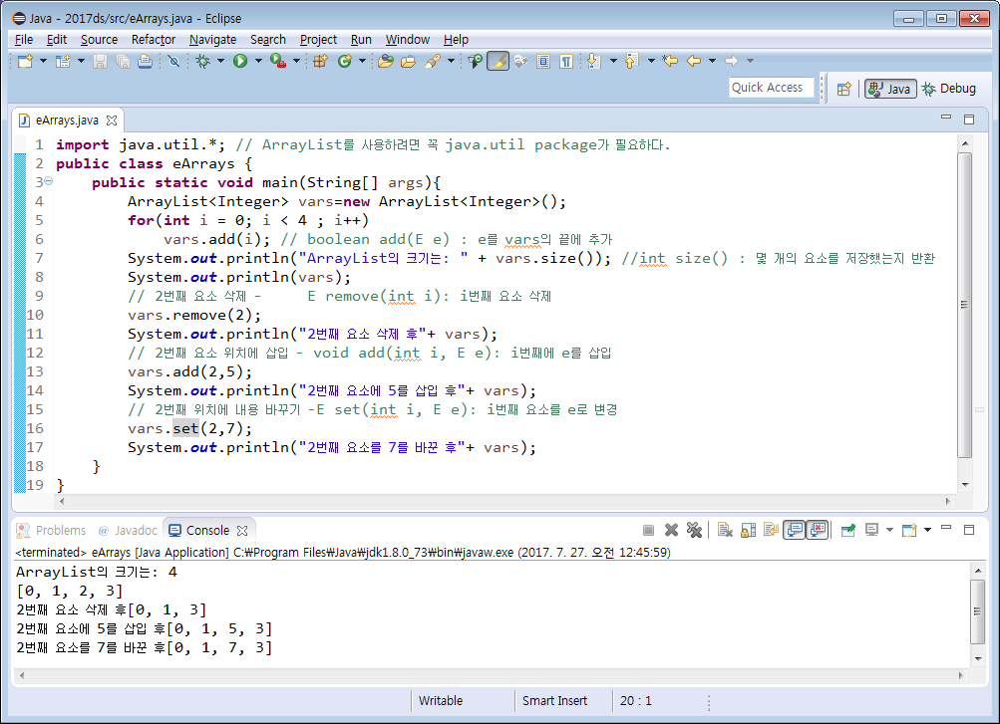 Java - 2017ds/src/eArrays.java - Eclipse
File Edit Source Refactor Navigate Search Project Run Window Help
Quick Access
Java
Debug
eArrays.java
1 import java.util.*; // ArrayList를 사용하려면 꼭 java.util package가 필요하다.
2 public class eArrays {
3 public static void main(String[] args){
4 ArrayList<Integer> vars=new ArrayList<Integer>();
5 for(int i = 0; i < 4 ; i++)
6 vars.add(i); // boolean add(E e) : e를 vars의 끝에 추가
7 System.out.println("ArrayList의 크기는: " + vars.size()); //int size() : 몇 개의 요소를 저장했는지 반환
8 System.out.println(vars);
9 // 2번째 요소 삭제 - E remove(int i): i번째 요소 삭제
10 vars.remove(2);
11 System.out.println("2번째 요소 삭제 후"+ vars);
12 // 2번째 요소 위치에 삽입 - void add(int i, E e): i번째에 e를 삽입
13 vars.add(2,5);
14 System.out.println("2번째 요소에 5를 삽입 후"+ vars);
15 // 2번째 위치에 내용 바꾸기 -E set(int i, E e): i번째 요소를 e로 변경
16 vars.set(2,7);
17 System.out.println("2번째 요소를 7를 바꾼 후"+ vars);
18 }
19 }
Problems @ Javadoc Console
<terminated> eArrays [Java Application] C:₩Program Files₩Java₩jdk1.8.0_73₩bin₩javaw.exe (2017. 7. 27. 오전 12:45:59)
ArrayList의 크기는: 4
[0, 1, 2, 3]
2번째 요소 삭제 후[0, 1, 3]
2번째 요소에 5를 삽입 후[0, 1, 5, 3]
2번째 요소를 7를 바꾼 후[0, 1, 7, 3]
Writable Smart Insert 20 : 1